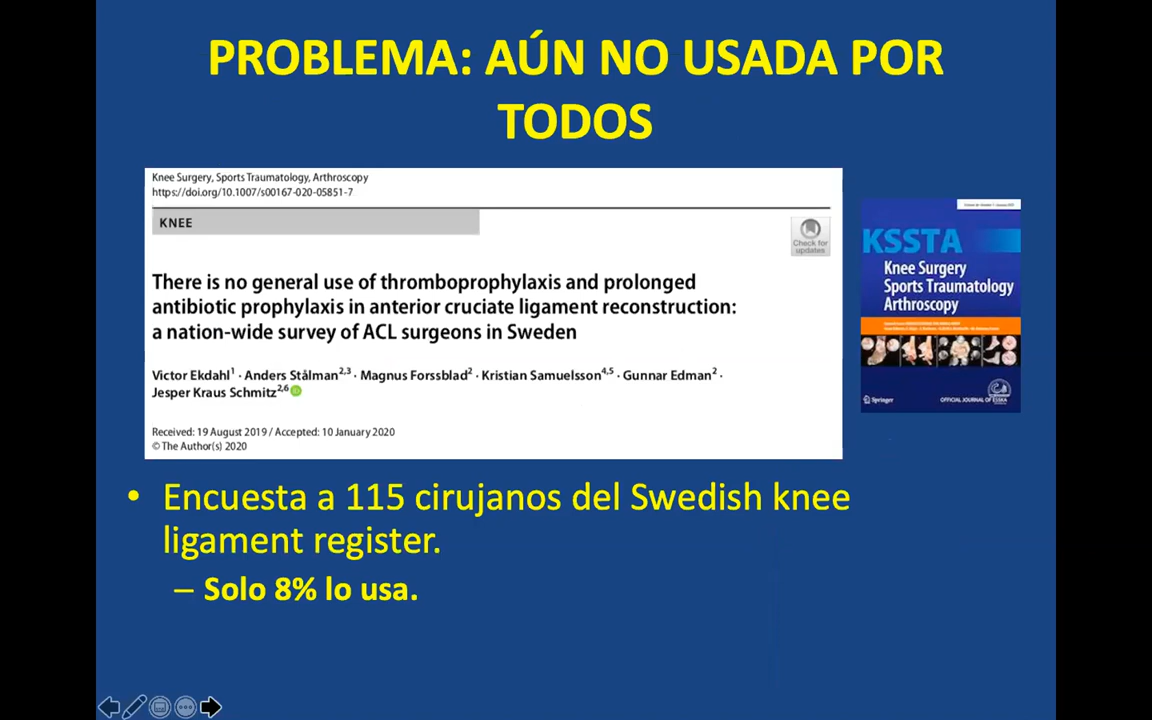 PROBLEMA: AÚN NO USADA POR
TODOS
Knee Surgery, Sports Traumatology, Arthroscopy
https://doi.org/10.1007/s00167-020-05851-7
KNEE
Check for
updates
There is no general use of thromboprophylaxis and prolonged
antibiotic prophylaxis in anterior cruciate ligament reconstruction:
a nation-wide survey of ACL surgeons in Sweden
Victor Ekdahl1 · Anders Stålman2,3 · Magnus Forssblad2 · Kristian Samuelsson4,5 · Gunnar Edman2 ·
Jesper Kraus Schmitz2,6
Received: 19 August 2019 / Accepted: 10 January 2020
© The Author(s) 2020
KSSTA
Knee Surgery
Sports Traumatology
Arthroscopy
Springer
OFFICIAL JOURNAL OF ESSKA
• Encuesta a 115 cirujanos del Swedish knee
ligament register.
– Solo 8% lo usa.